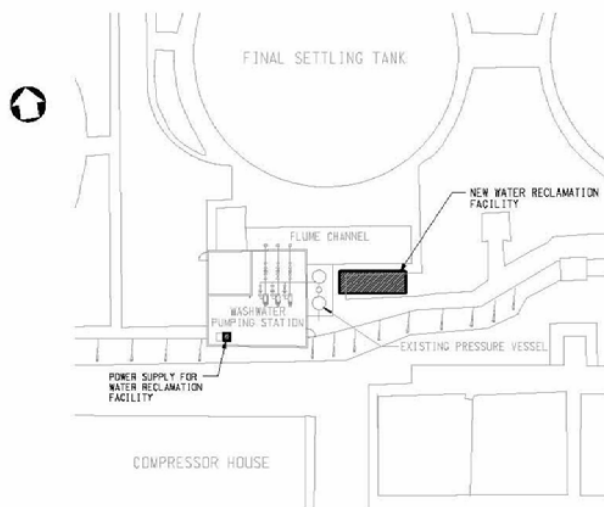 FINAL SETTLING TANK
NEW WATER RECLAMATION
FACILITY
FLUME CHANNEL
WASHWATER
PUMPING STATION
EXISTING PRESSURE VESSEL
POWER SUPPLY FOR
WATER RECLAMATION
FACILITY
COMPRESSOR HOUSE